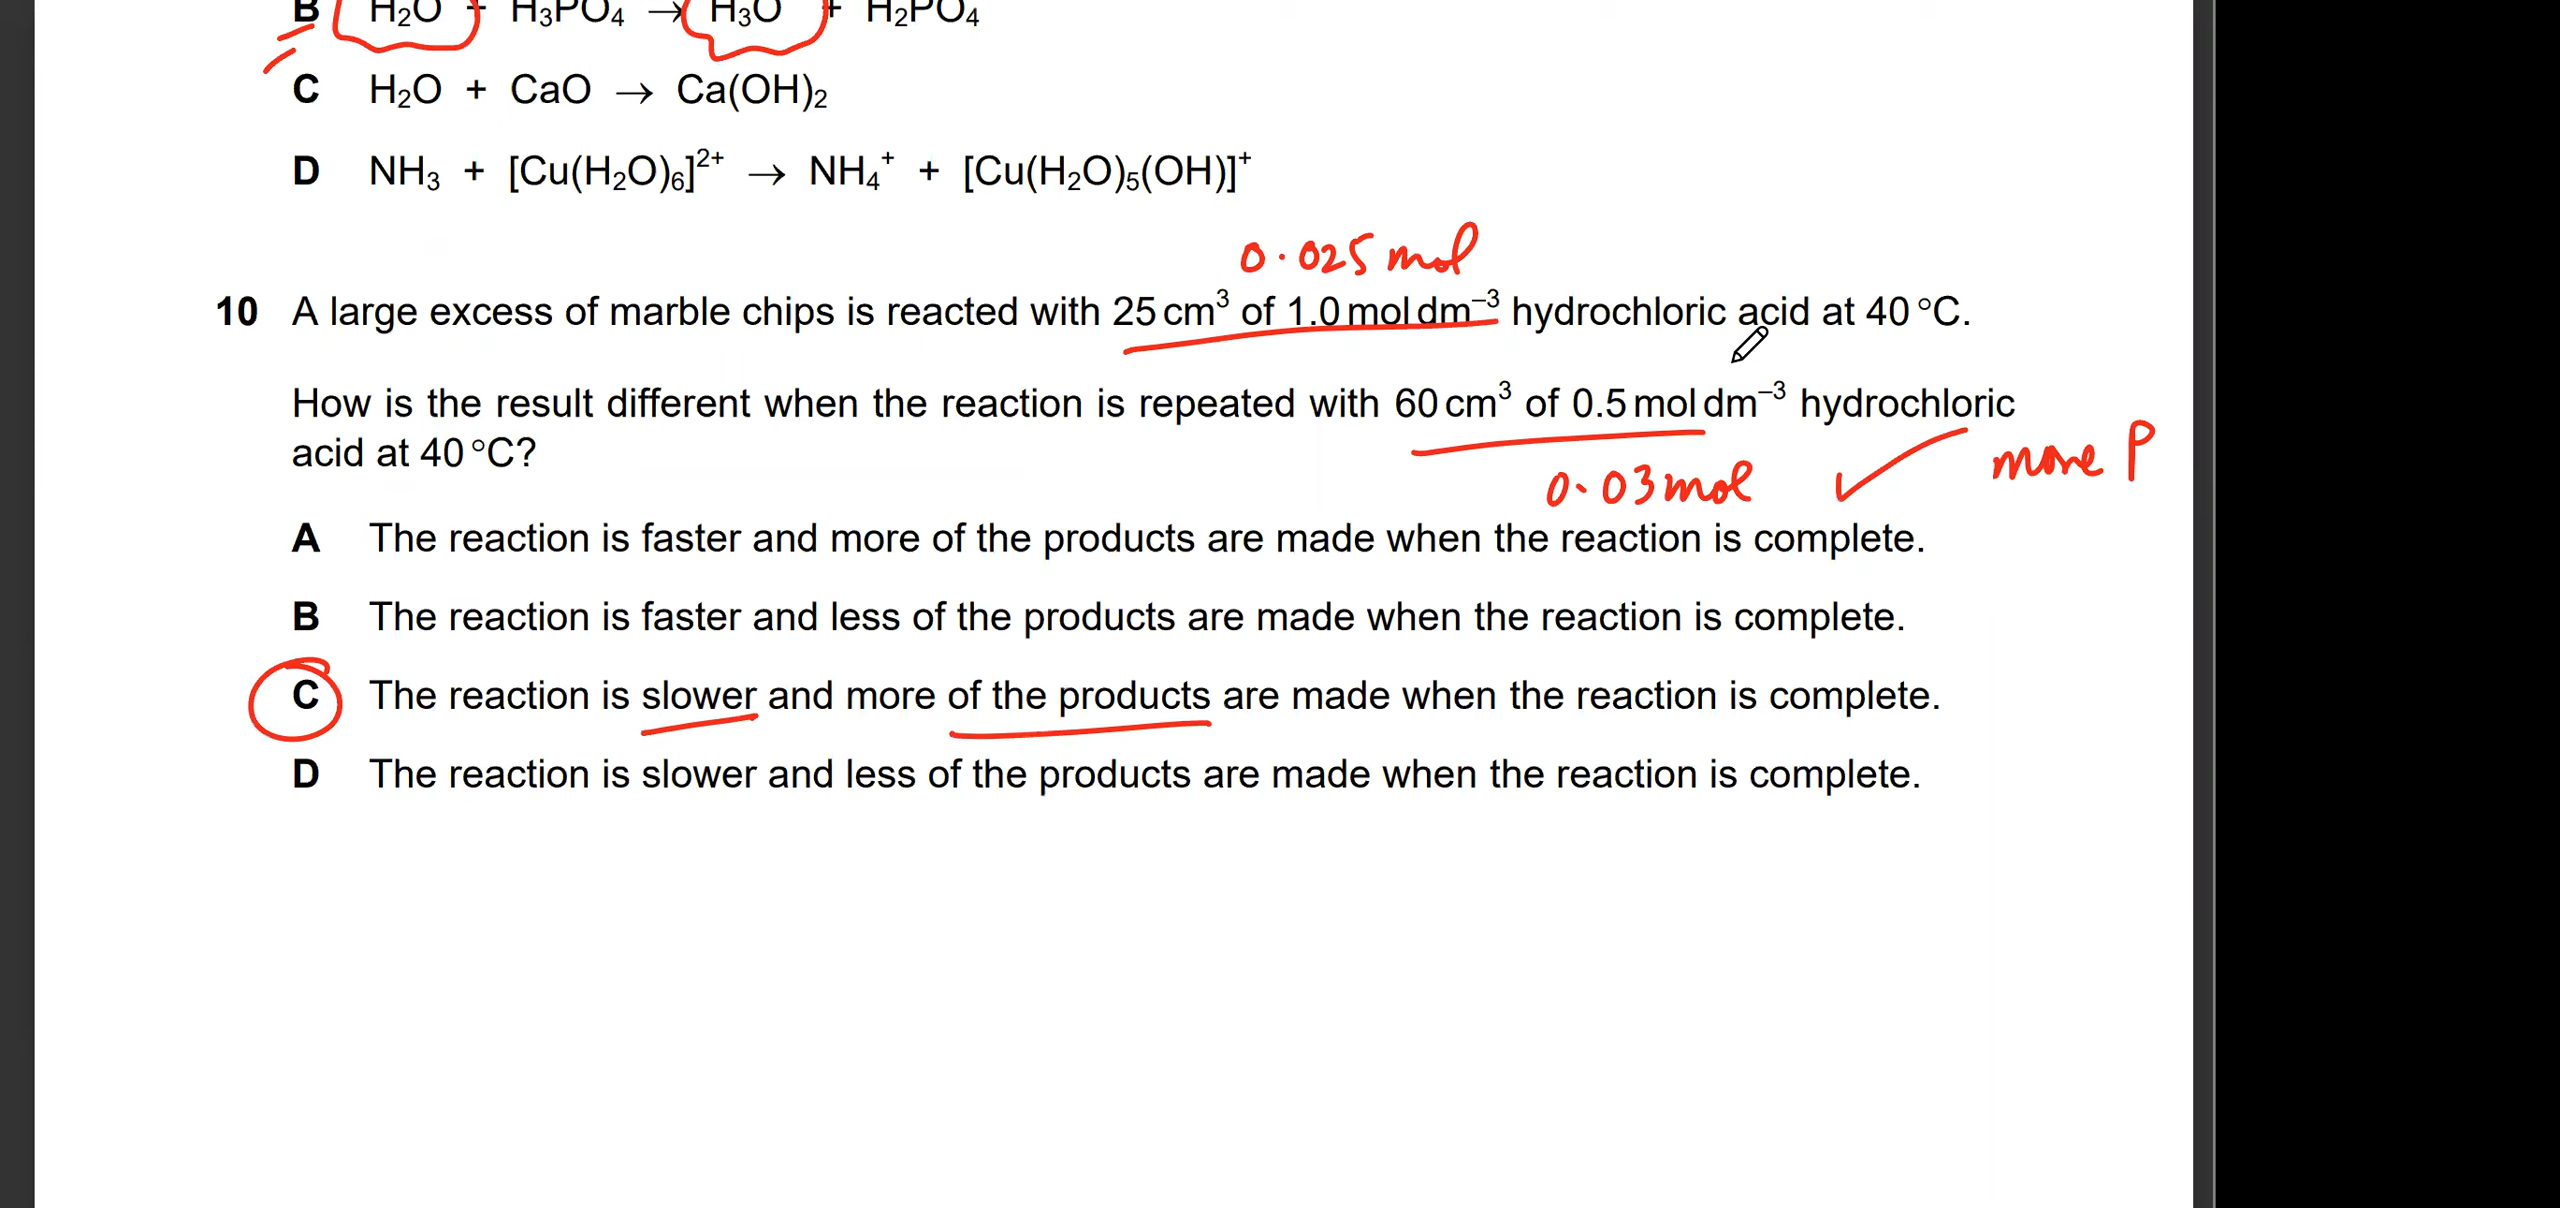 B H₂O + H₃PO₄ → H₃O + H₂PO₄
C H₂O + CaO → Ca(OH)₂
D NH₃ + [Cu(H₂O)₆]²⁺ → NH₄⁺ + [Cu(H₂O)₅(OH)]⁺
0.025 mol
10 A large excess of marble chips is reacted with 25 cm³ of 1.0 mol dm⁻³ hydrochloric acid at 40 °C.
How is the result different when the reaction is repeated with 60 cm³ of 0.5 mol dm⁻³ hydrochloric
acid at 40 °C?
more P
0.03 mol
A The reaction is faster and more of the products are made when the reaction is complete.
B The reaction is faster and less of the products are made when the reaction is complete.
C The reaction is slower and more of the products are made when the reaction is complete.
D The reaction is slower and less of the products are made when the reaction is complete.